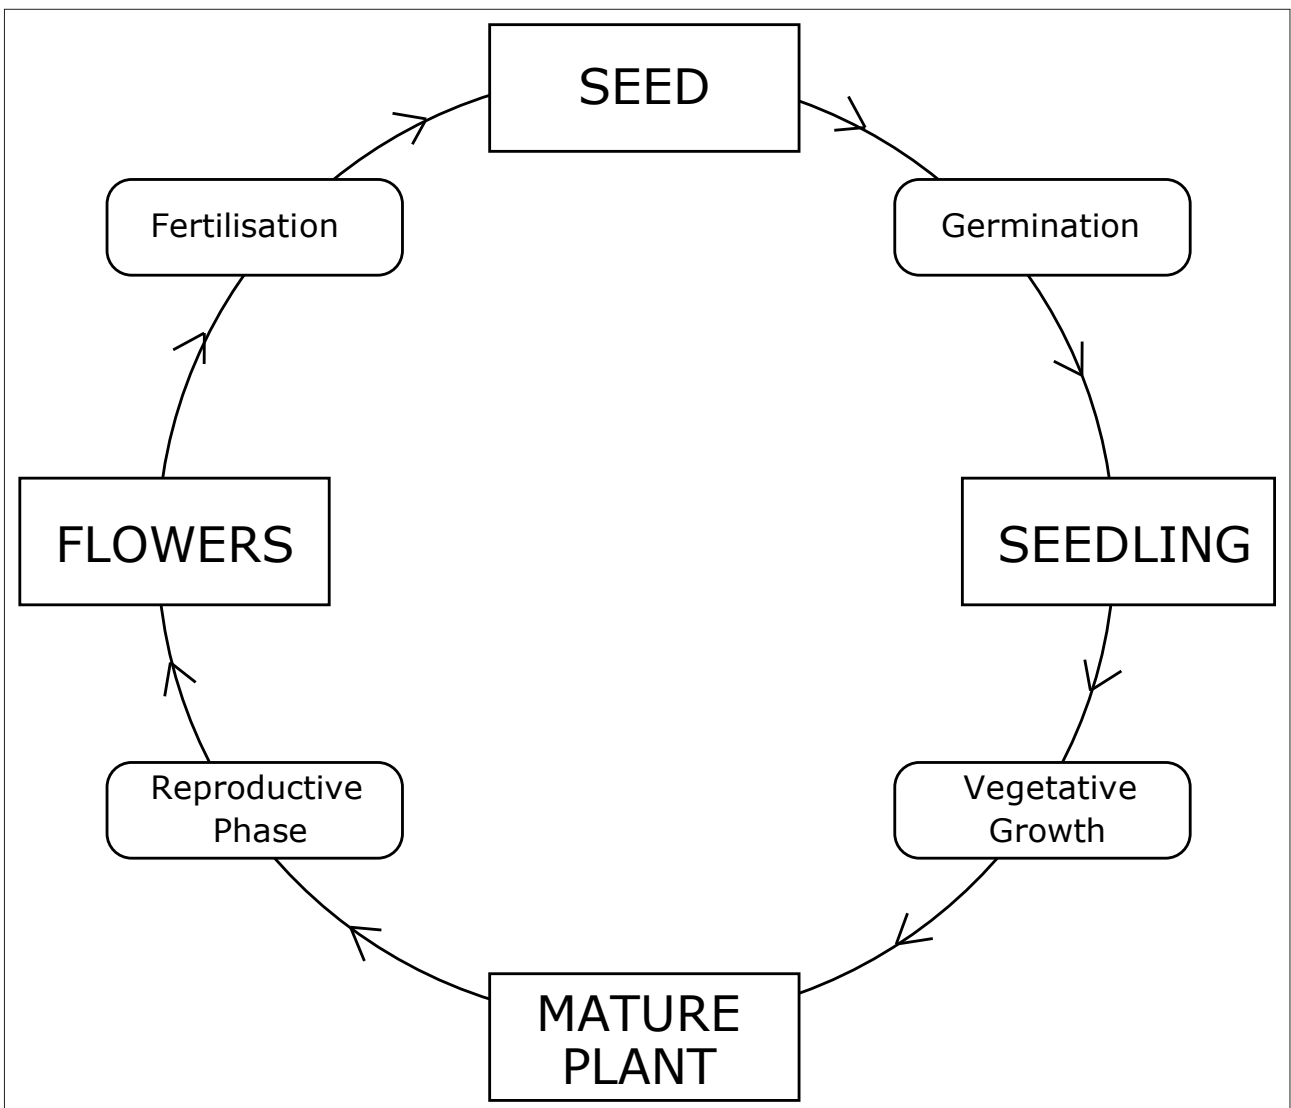 SEED
Fertilisation
Germination
FLOWERS
SEEDLING
Reproductive
Phase
Vegetative
Growth
MATURE
PLANT